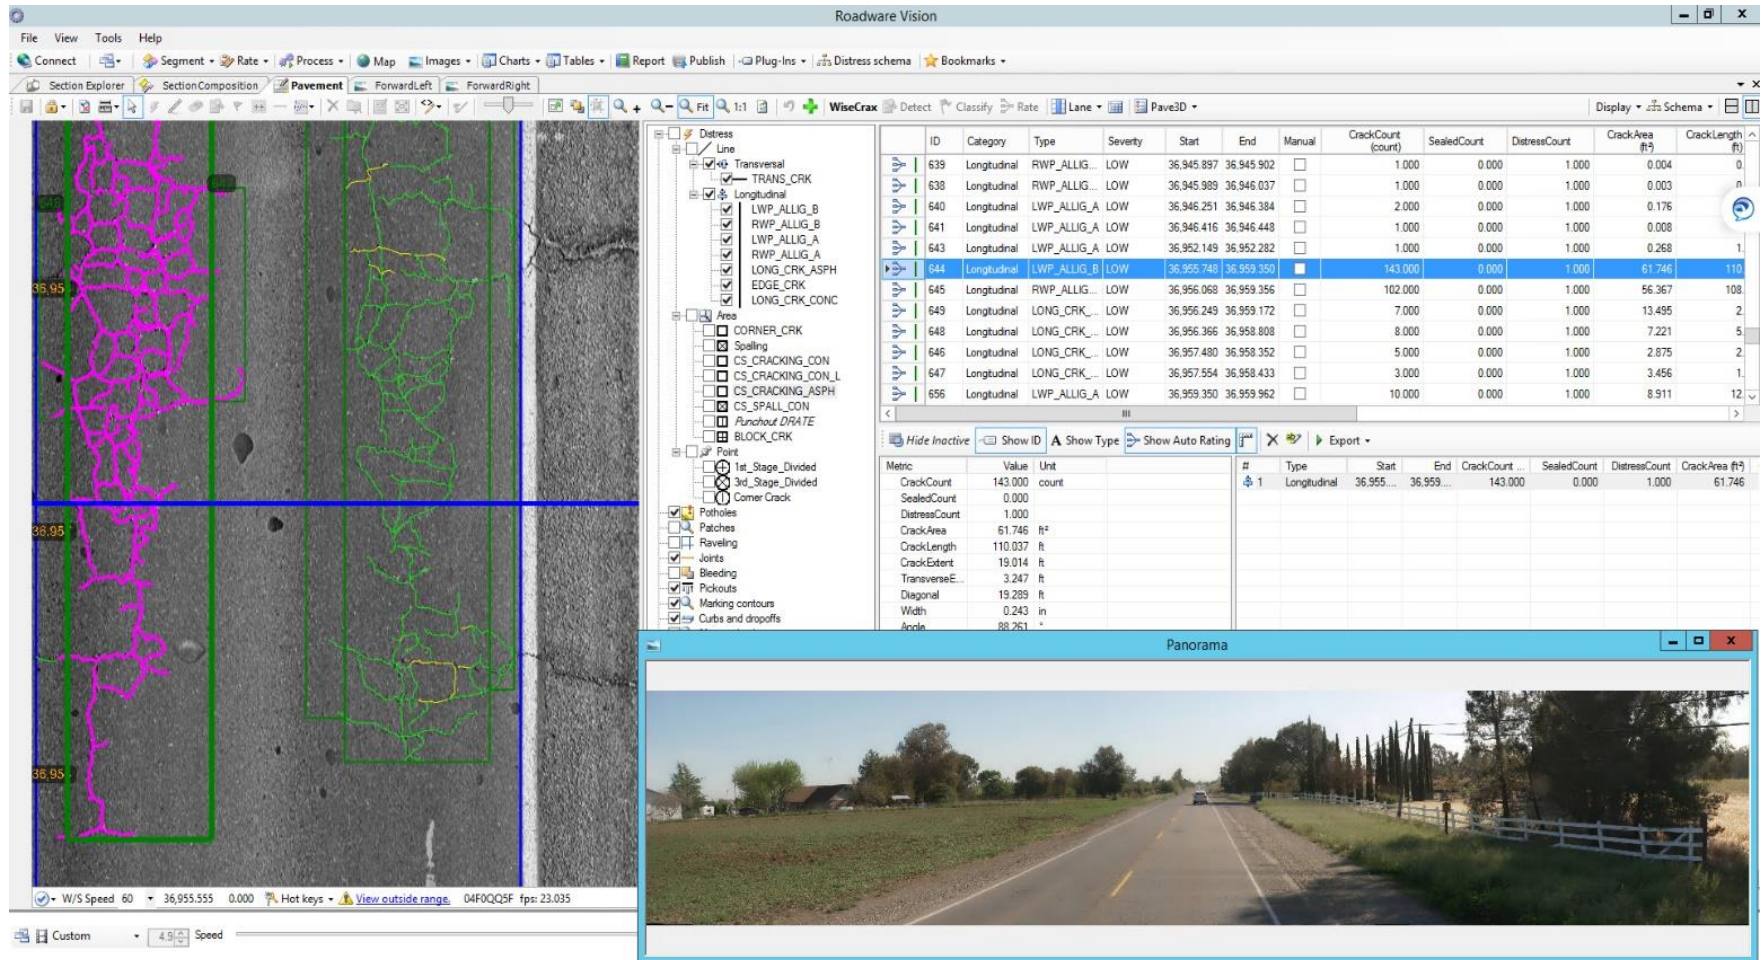 Roadware Vision
File View Tools Help
Connect Segment Rate Process Map Images Charts Tables Report Publish Plug-Ins Distress schema Bookmarks
Section Explorer SectionComposition Pavement ForwardLeft ForwardRight
Fit 1:1 WiseCrax Detect Classify Rate Lane Pave3D Display Schema
648
36,95
36,95
36,95
Distress
Line
Transversal
TRANS_CRK
Longitudinal
LWP_ALLIG_B
RWP_ALLIG_B
LWP_ALLIG_A
RWP_ALLIG_A
LONG_CRK_ASPH
EDGE_CRK
LONG_CRK_CONC
Area
CORNER_CRK
Spalling
CS_CRACKING_CON
CS_CRACKING_CON_L
CS_CRACKING_ASPH
CS_SPALL_CON
Punchout DRATE
BLOCK_CRK
Point
1st_Stage_Divided
3rd_Stage_Divided
Corner Crack
Potholes
Patches
Raveling
Joints
Bleeding
Pickouts
Marking contours
Curbs and dropoffs
ID Category Type Severity Start End Manual CrackCount (count) SealedCount DistressCount CrackArea (ft²) CrackLength ft)
639 Longitudinal RWP_ALLIG... LOW 36,945.897 36,945.902 1.000 0.000 1.000 0.004 0.
638 Longitudinal RWP_ALLIG... LOW 36,945.989 36,946.037 1.000 0.000 1.000 0.003 0.
640 Longitudinal LWP_ALLIG_A LOW 36,946.251 36,946.384 2.000 0.000 1.000 0.176
641 Longitudinal LWP_ALLIG_A LOW 36,946.416 36,946.448 1.000 0.000 1.000 0.008
643 Longitudinal LWP_ALLIG_A LOW 36,952.149 36,952.282 1.000 0.000 1.000 0.268 1.
644 Longitudinal LWP_ALLIG_B LOW 36,955.748 36,959.350 143.000 0.000 1.000 61.746 110.
645 Longitudinal RWP_ALLIG... LOW 36,956.068 36,959.356 102.000 0.000 1.000 56.367 108.
649 Longitudinal LONG_CRK_... LOW 36,956.249 36,959.172 7.000 0.000 1.000 13.495 2.
648 Longitudinal LONG_CRK_... LOW 36,956.366 36,958.808 8.000 0.000 1.000 7.221 5.
646 Longitudinal LONG_CRK_... LOW 36,957.480 36,958.352 5.000 0.000 1.000 2.875 2.
647 Longitudinal LONG_CRK_... LOW 36,957.554 36,958.433 3.000 0.000 1.000 3.456 1.
656 Longitudinal LWP_ALLIG_A LOW 36,959.350 36,959.962 10.000 0.000 1.000 8.911 12.
Hide Inactive Show ID A Show Type Show Auto Rating Export
Metric Value Unit
CrackCount 143.000 count
SealedCount 0.000
DistressCount 1.000
CrackArea 61.746 ft²
CrackLength 110.037 ft
CrackExtent 19.014 ft
TransverseE... 3.247 ft
Diagonal 19.289 ft
Width 0.243 in
Angle 88.261 °
# Type Start End CrackCount ... SealedCount DistressCount CrackArea (ft²)
1 Longitudinal 36,955.... 36,959.... 143.000 0.000 1.000 61.746
Panorama
W/S Speed 60 36,955.555 0.000 Hot keys View outside range. 04F0QQ5F fps: 23.035
Custom 4.9 Speed